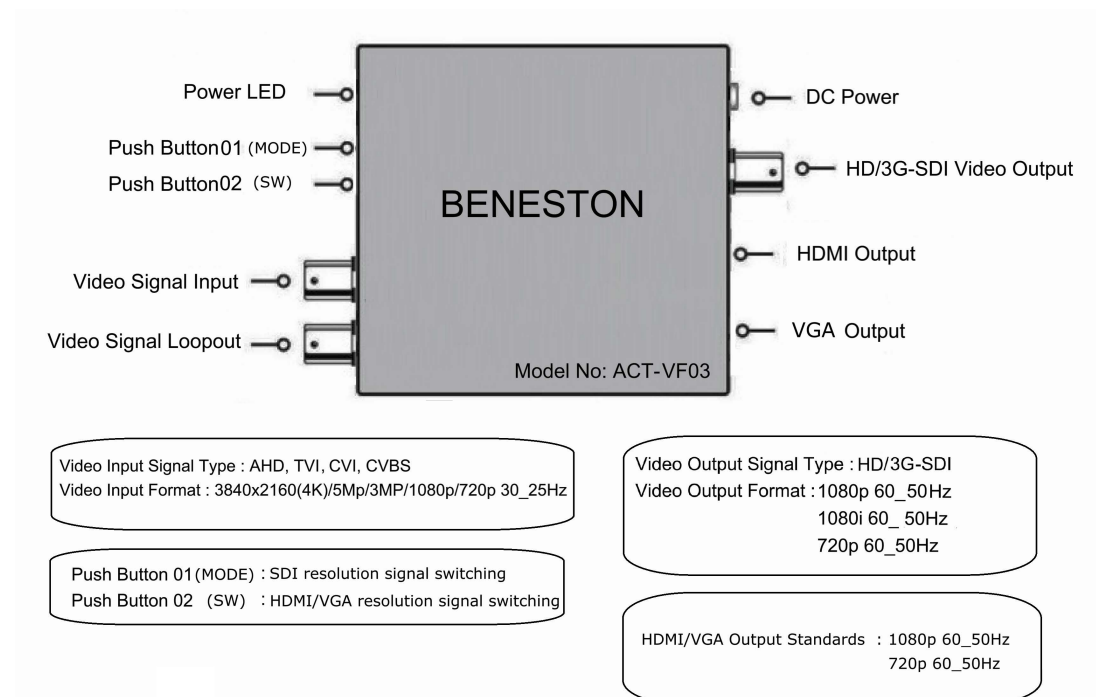 Power LED
Push Button01 (MODE)
Push Button02 (SW)
Video Signal Input
Video Signal Loopout
BENESTON
Model No: ACT-VF03
DC Power
HD/3G-SDI Video Output
HDMI Output
VGA Output
Video Input Signal Type : AHD, TVI, CVI, CVBS
Video Input Format : 3840x2160(4K)/5Mp/3MP/1080p/720p 30_25Hz
Push Button 01(MODE) : SDI resolution signal switching
Push Button 02 (SW) : HDMI/VGA resolution signal switching
Video Output Signal Type : HD/3G-SDI
Video Output Format : 1080p 60_50Hz
1080i 60_ 50Hz
720p 60_50Hz
HDMI/VGA Output Standards : 1080p 60_50Hz
720p 60_50Hz